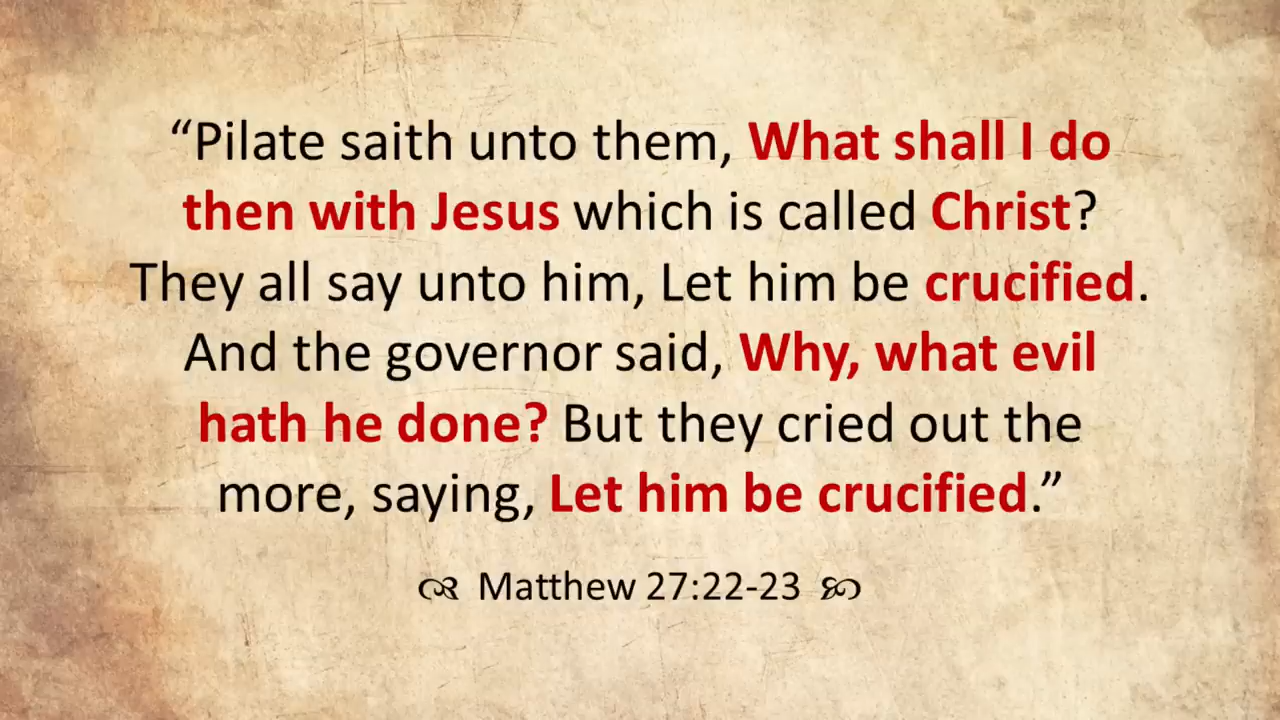 “Pilate saith unto them, What shall I do
then with Jesus which is called Christ?
They all say unto him, Let him be crucified.
And the governor said, Why, what evil
hath he done? But they cried out the
more, saying, Let him be crucified.”
Matthew 27:22-23